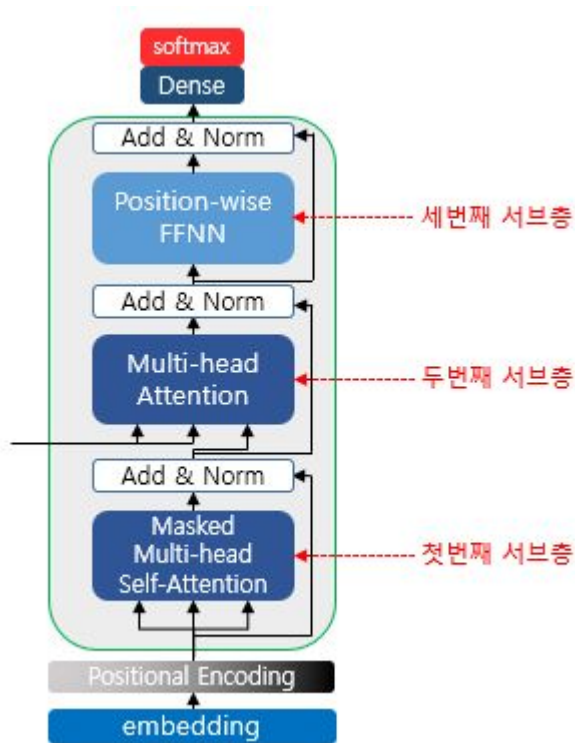 softmax
Dense
Add & Norm
Position-wise
FFNN
세번째 서브층
Add & Norm
Multi-head
Attention
두번째 서브층
Add & Norm
Masked
Multi-head
Self-Attention
첫번째 서브층
Positional Encoding
embedding